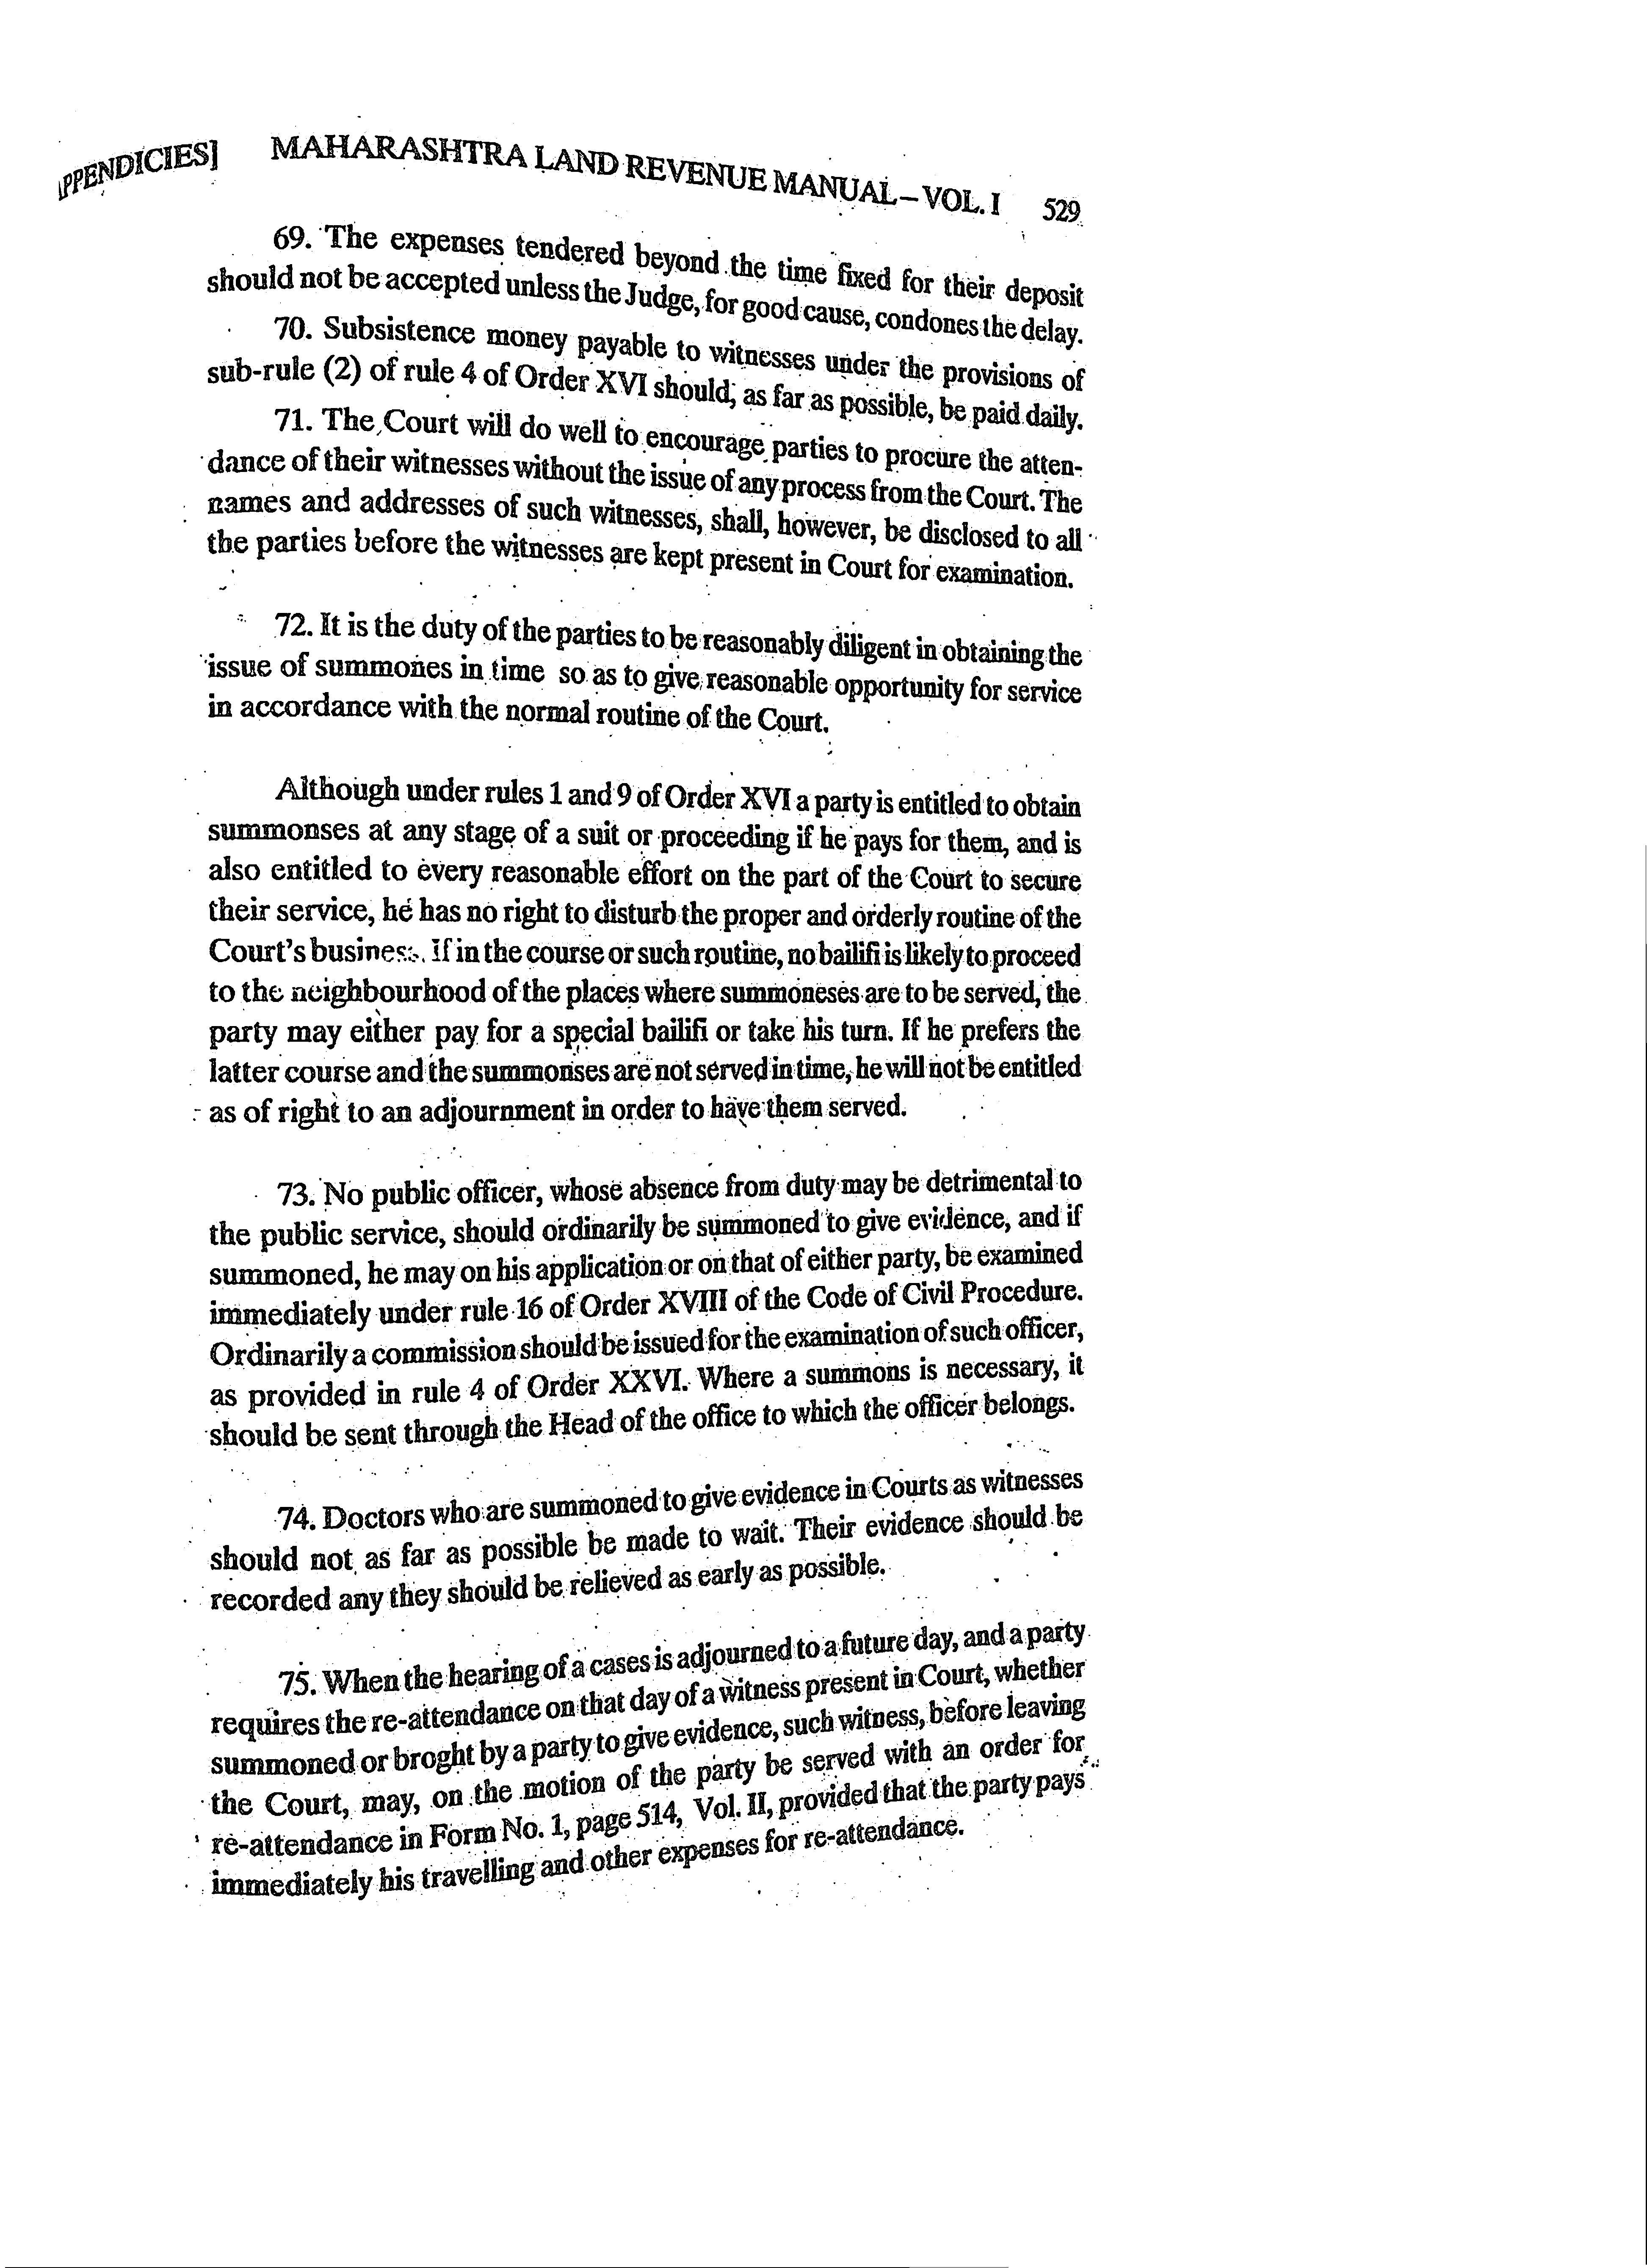 PPENDICIES] MAHARASHTRA LAND REVENUE MANUAL – VOL. I 529
69. The expenses tendered beyond the time fixed for their deposit
should not be accepted unless the Judge, for good cause, condones the delay.
70. Subsistence money payable to witnesses under the provisions of
sub-rule (2) of rule 4 of Order XVI should, as far as possible, be paid daily.
71. The Court will do well to encourage parties to procure the atten-
dance of their witnesses without the issue of any process from the Court. The
names and addresses of such witnesses, shall, however, be disclosed to all
the parties before the witnesses are kept present in Court for examination.
72. It is the duty of the parties to be reasonably diligent in obtaining the
issue of summones in time so as to give reasonable opportunity for service
in accordance with the normal routine of the Court.
Although under rules 1 and 9 of Order XVI a party is entitled to obtain
summonses at any stage of a suit or proceeding if he pays for them, and is
also entitled to every reasonable effort on the part of the Court to secure
their service, he has no right to disturb the proper and orderly routine of the
Court's business. If in the course or such routine, no bailifi is likely to proceed
to the neighbourhood of the places where summoneses are to be served, the
party may either pay for a special bailifi or take his turn. If he prefers the
latter course and the summonses are not served in time, he will not be entitled
as of right to an adjournment in order to have them served.
73. No public officer, whose absence from duty may be detrimental to
the public service, should ordinarily be summoned to give evidence, and if
summoned, he may on his application or on that of either party, be examined
immediately under rule 16 of Order XVIII of the Code of Civil Procedure.
Ordinarily a commission should be issued for the examination of such officer,
as provided in rule 4 of Order XXVI. Where a summons is necessary, it
should be sent through the Head of the office to which the officer belongs.
74. Doctors who are summoned to give evidence in Courts as witnesses
should not as far as possible be made to wait. Their evidence should be
recorded any they should be relieved as early as possible.
75. When the hearing of a cases is adjourned to a future day, and a party
requires the re-attendance on that day of a witness present in Court, whether
summoned or broght by a party to give evidence, such witness, before leaving
the Court, may, on the motion of the party be served with an order for
re-attendance in Form No. 1, page 514, Vol. II, provided that the party pays
immediately his travelling and other expenses for re-attendance.